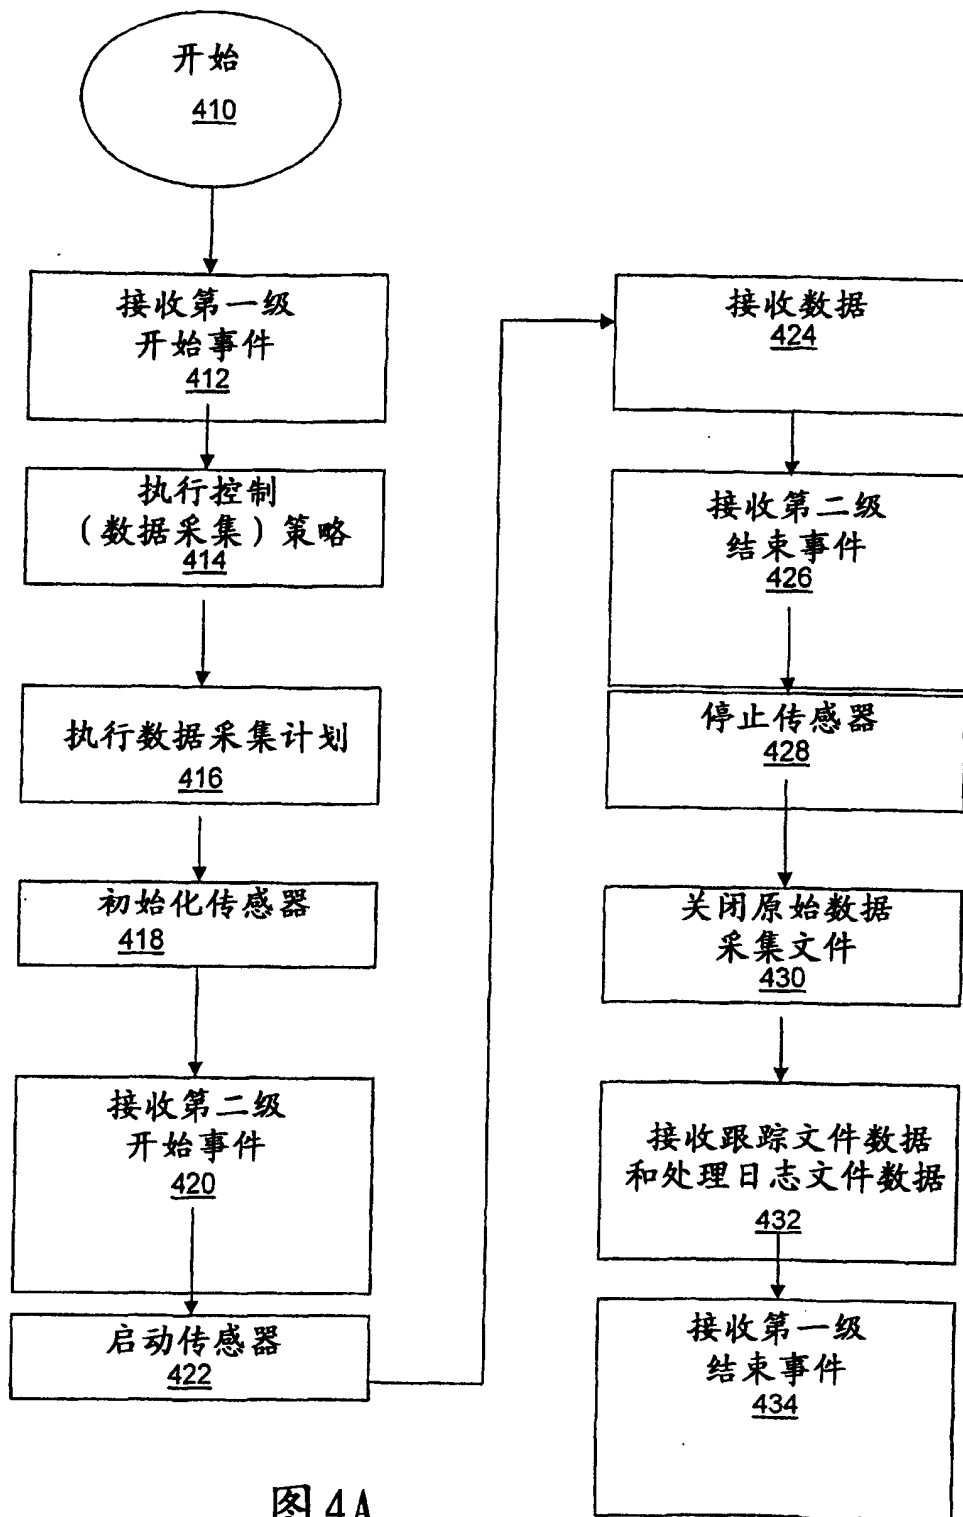 开始
410
接收第一级
开始事件
412
执行控制
(数据采集)策略
414
执行数据采集计划
416
初始化传感器
418
接收第二级
开始事件
420
启动传感器
422
接收数据
424
接收第二级
结束事件
426
停止传感器
428
关闭原始数据
采集文件
430
接收跟踪文件数据
和处理日志文件数据
432
接收第一级
结束事件
434
图4A